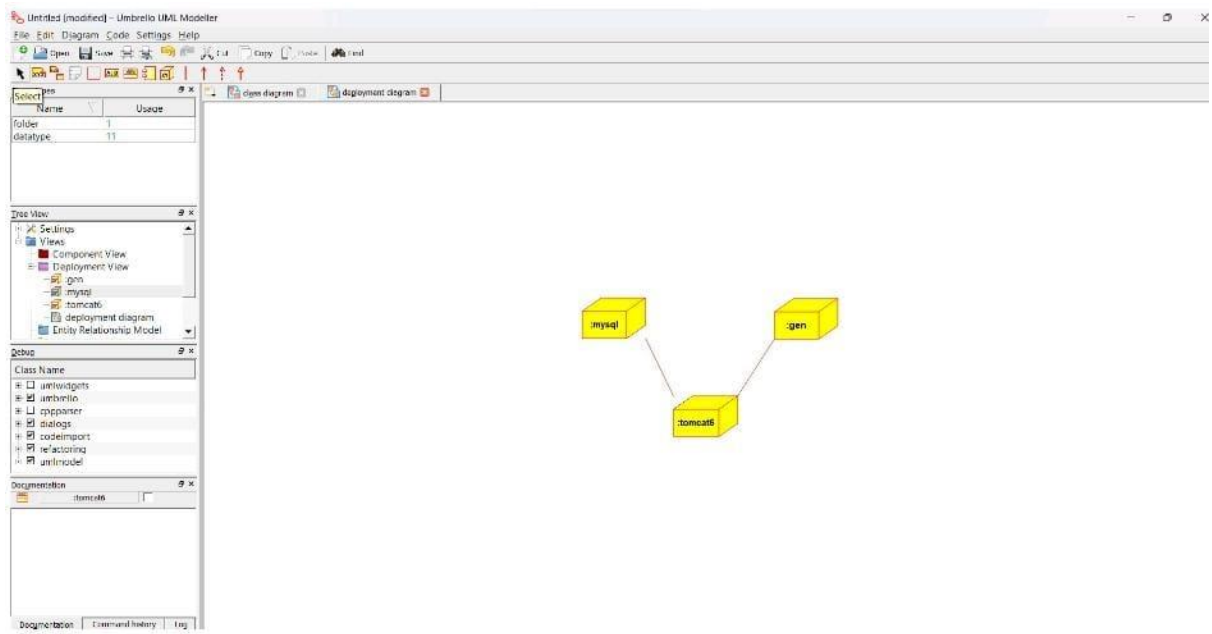 Untitled [modified] – Umbrello UML Modeller
File Edit Diagram Code Settings Help
Open Save Cut Copy Paste Find
Select
Name Usage
folder 1
datatype 11
class diagram deployment diagram
Tree View
Settings
Views
Component View
Deployment View
:gen
:mysql
:tomcat6
deployment diagram
Entity Relationship Model
Debug
Class Name
umlwidgets
umbrello
cppparser
dialogs
codeimport
refactoring
umlmodel
Documentation
:tomcat6
Documentation Command history Log
:mysql :gen
:tomcat6